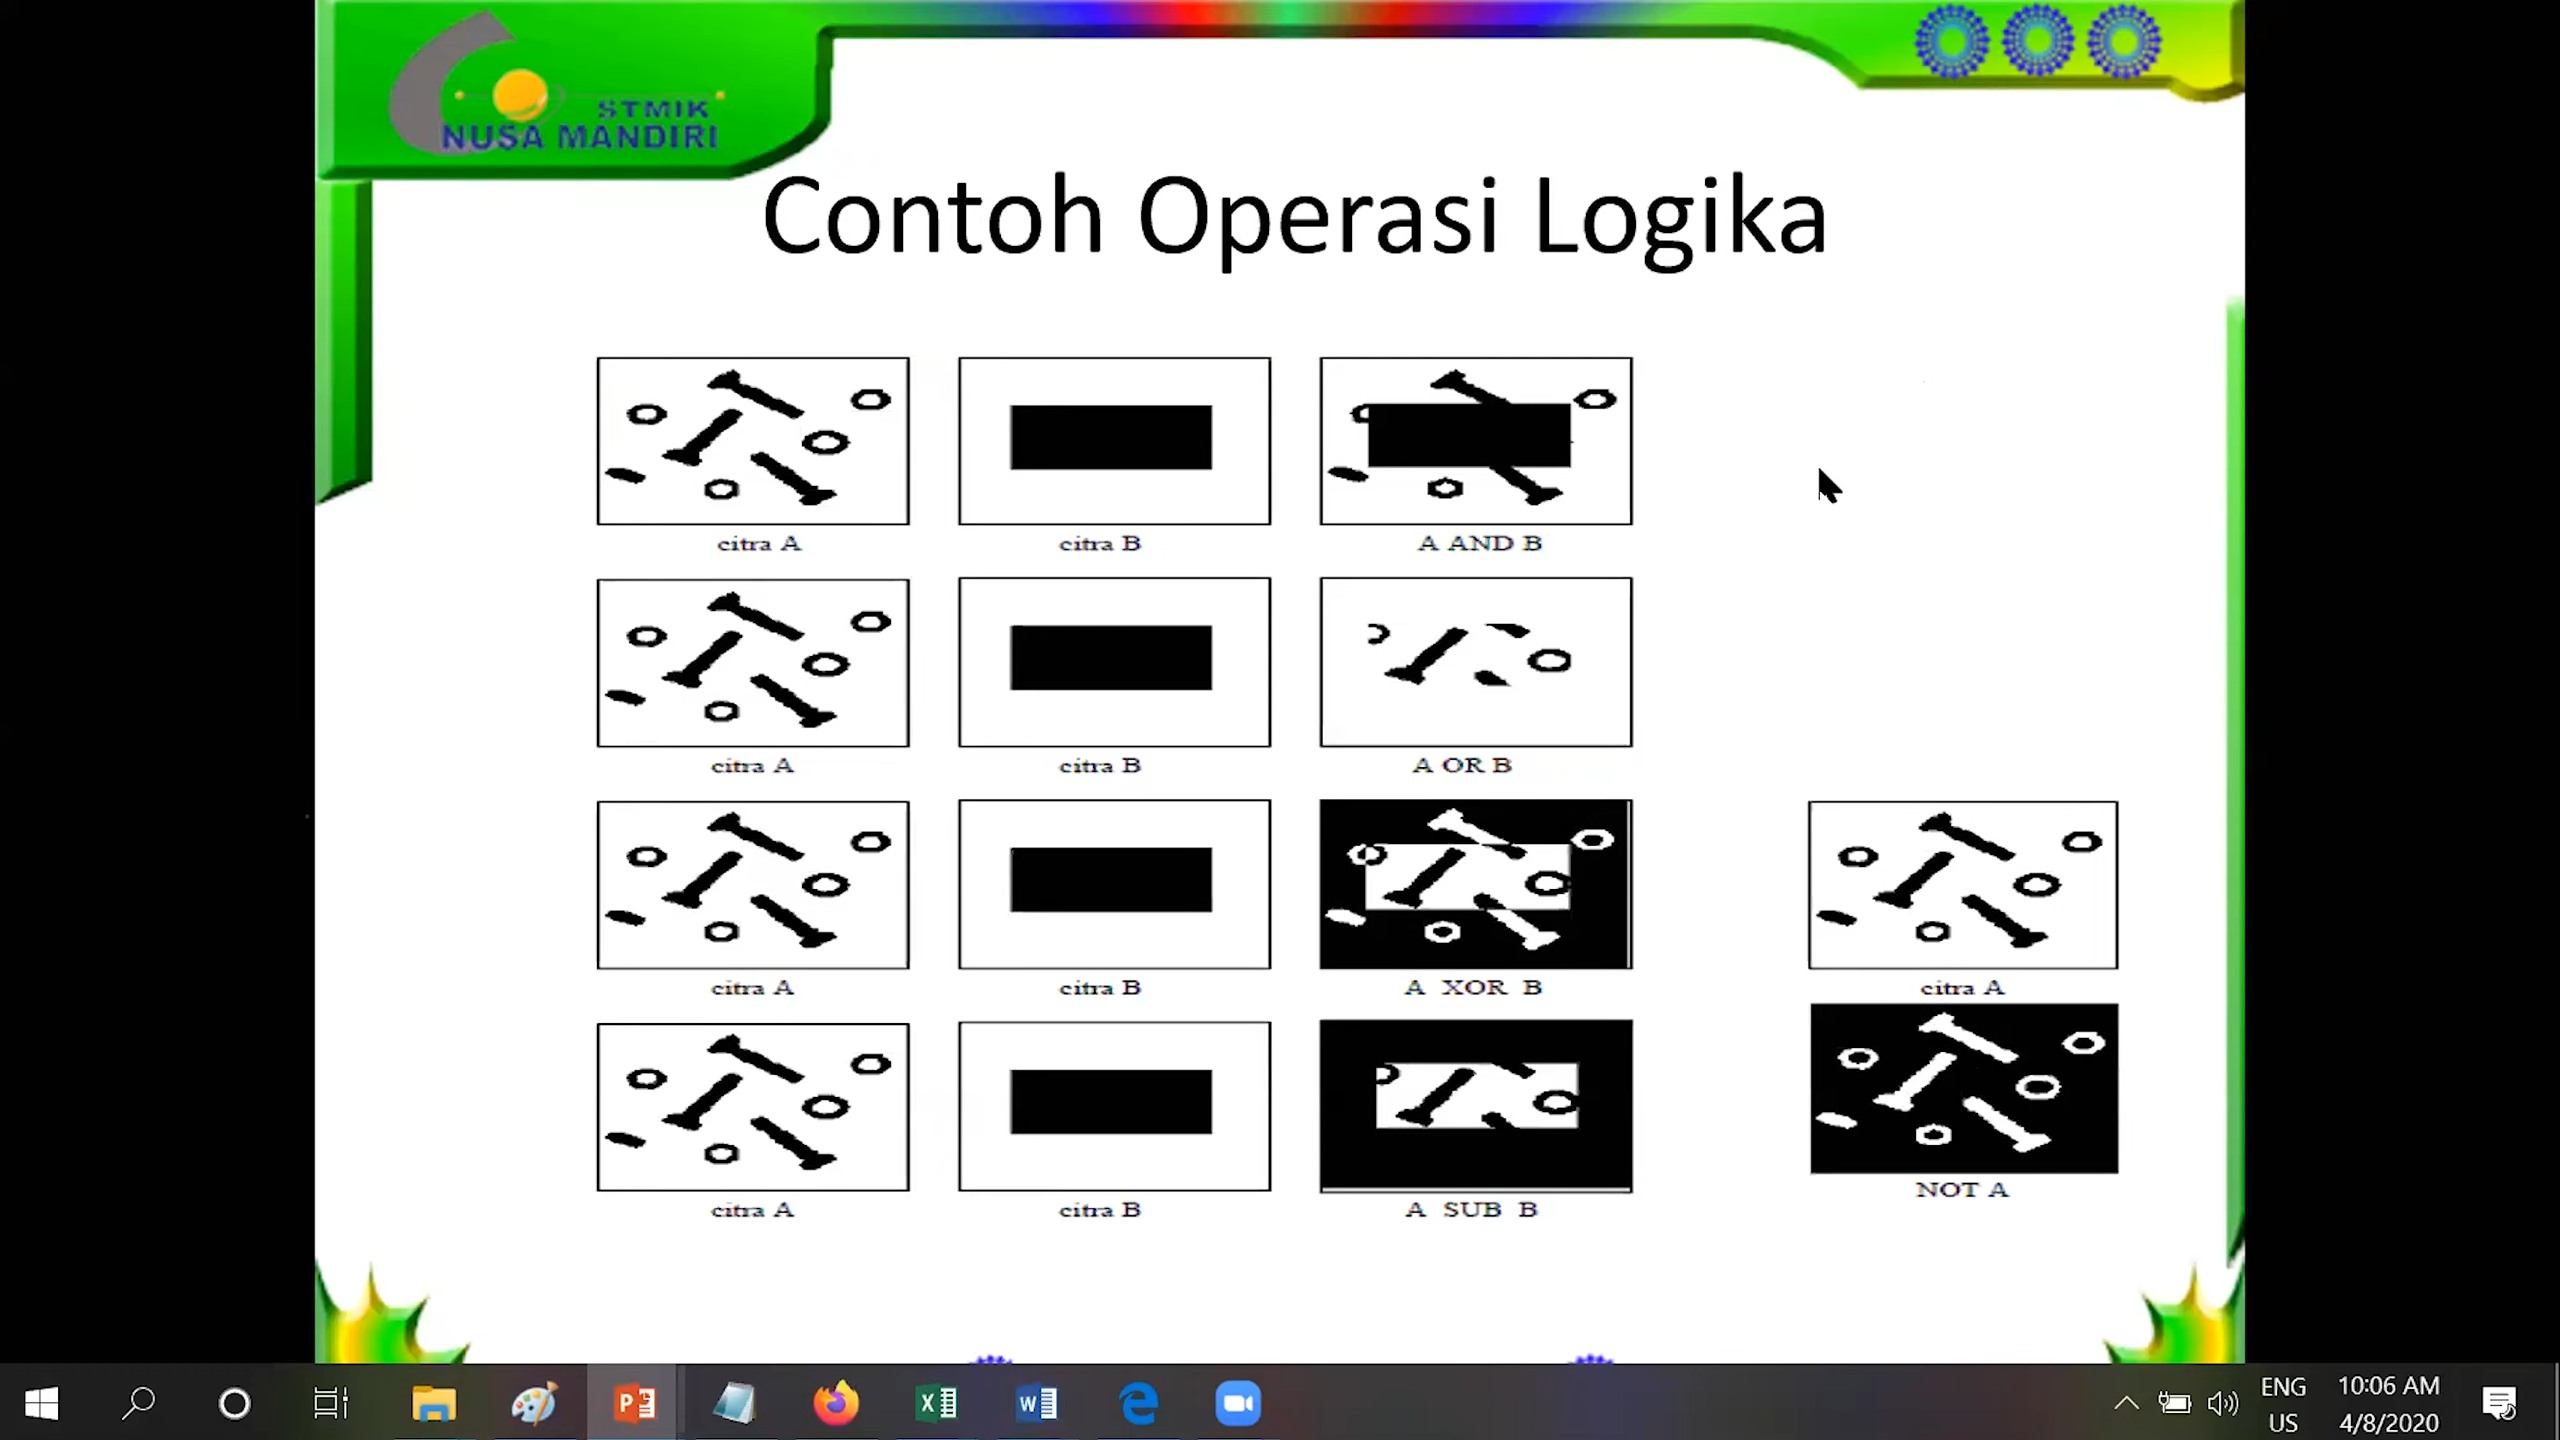 STMIK
NUSA MANDIRI
Contoh Operasi Logika
citra A
citra B
A AND B
citra A
citra B
A OR B
citra A
citra B
A XOR B
citra A
citra A
citra B
A SUB B
NOT A
ENG
US
10:06 AM
4/8/2020